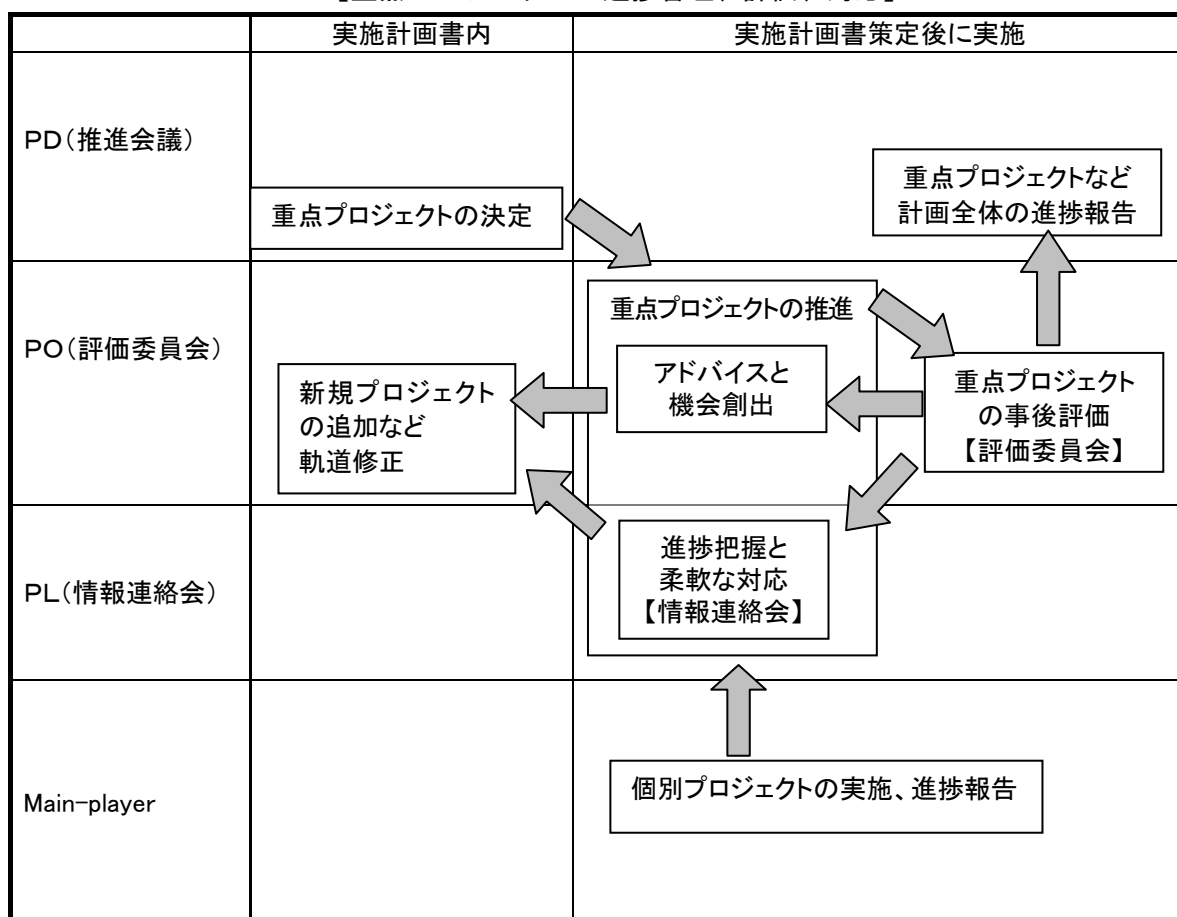 実施計画書内
実施計画書策定後に実施
PD(推進会議)
重点プロジェクトの決定
重点プロジェクトなど
計画全体の進捗報告
PO(評価委員会)
新規プロジェクト
の追加など
軌道修正
重点プロジェクトの推進
アドバイスと
機会創出
重点プロジェクト
の事後評価
【評価委員会】
PL(情報連絡会)
進捗把握と
柔軟な対応
【情報連絡会】
Main-player
個別プロジェクトの実施、進捗報告